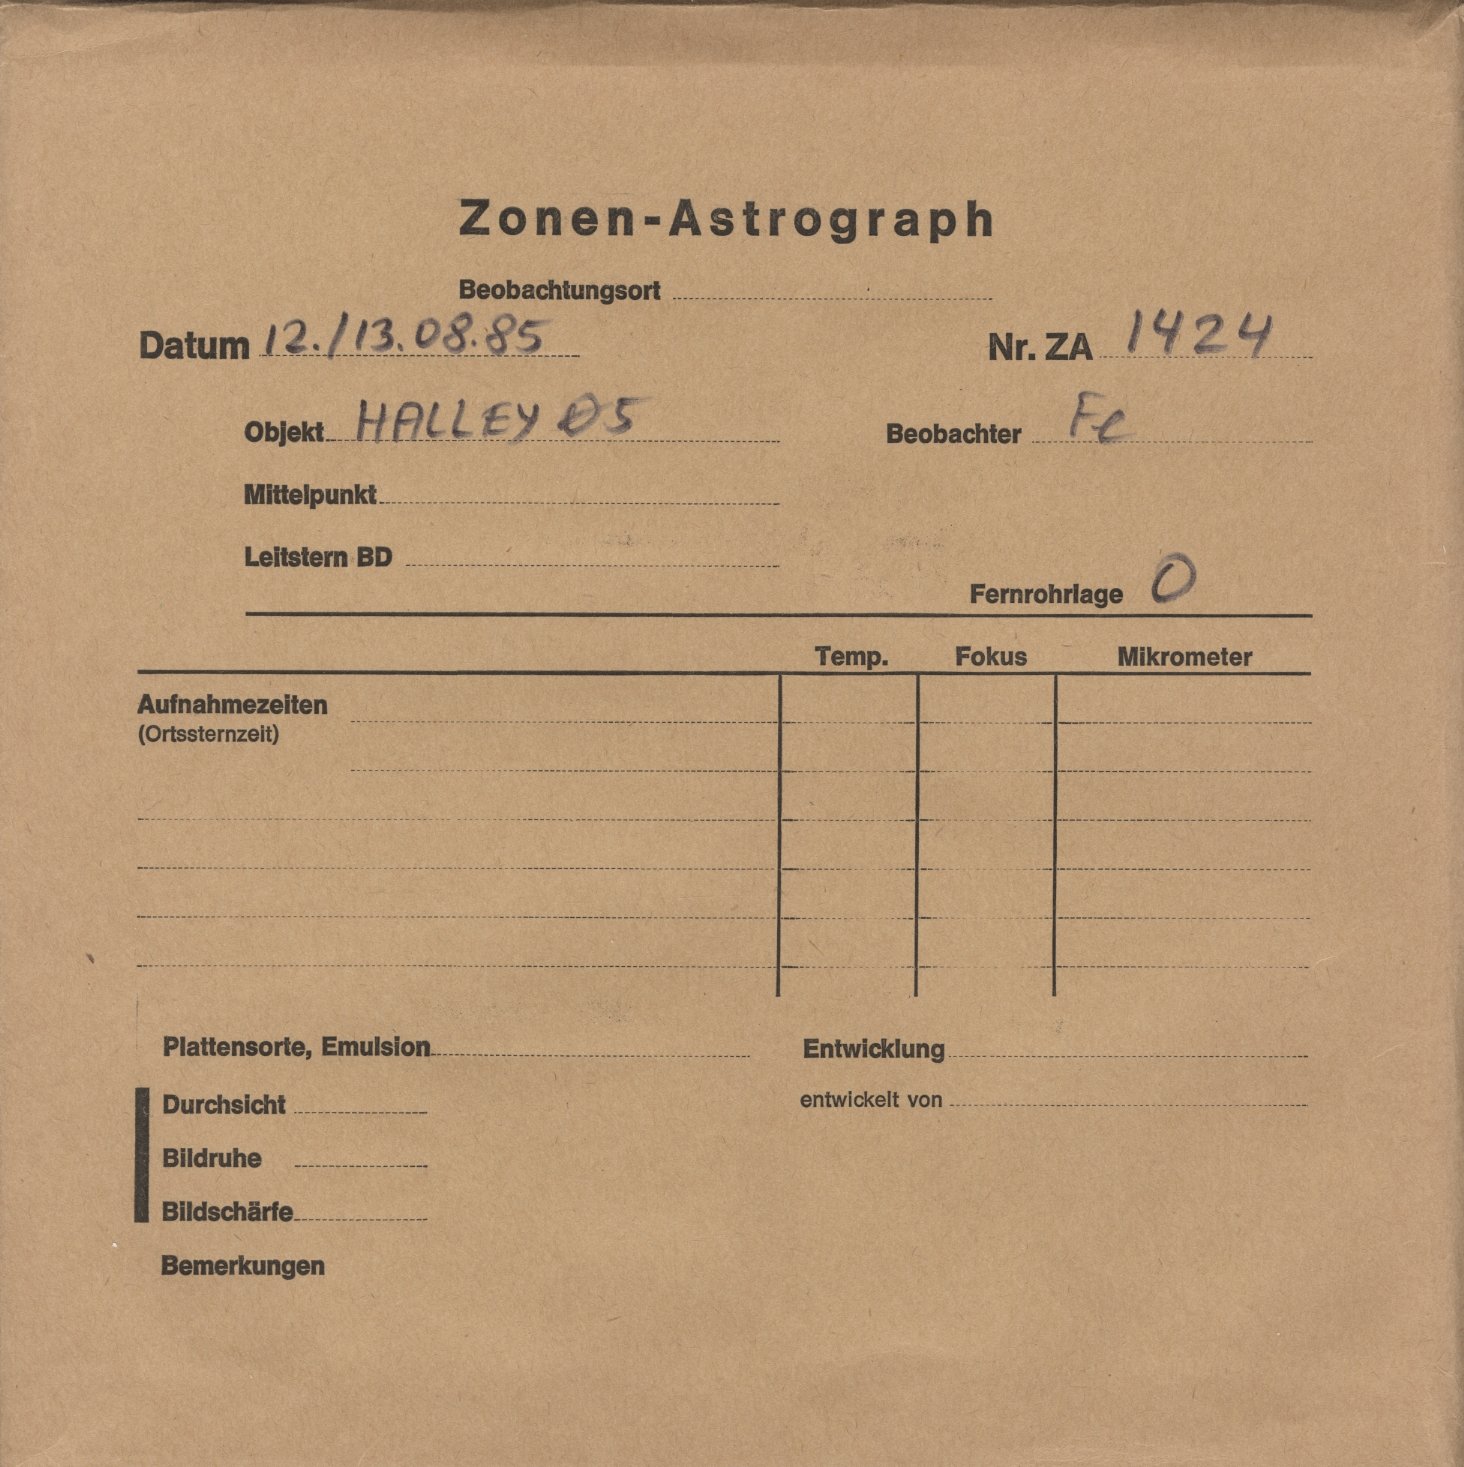 Zonen-Astrograph
Beobachtungsort
Datum 12./13.08.85 Nr. ZA 1424
Objekt HALLEY 05 Beobachter Fe
Mittelpunkt
Leitstern BD
Fernrohrlage O
Temp. Fokus Mikrometer
Aufnahmezeiten
(Ortssternzeit)
Plattensorte, Emulsion Entwicklung
Durchsicht entwickelt von
Bildruhe
Bildschärfe
Bemerkungen